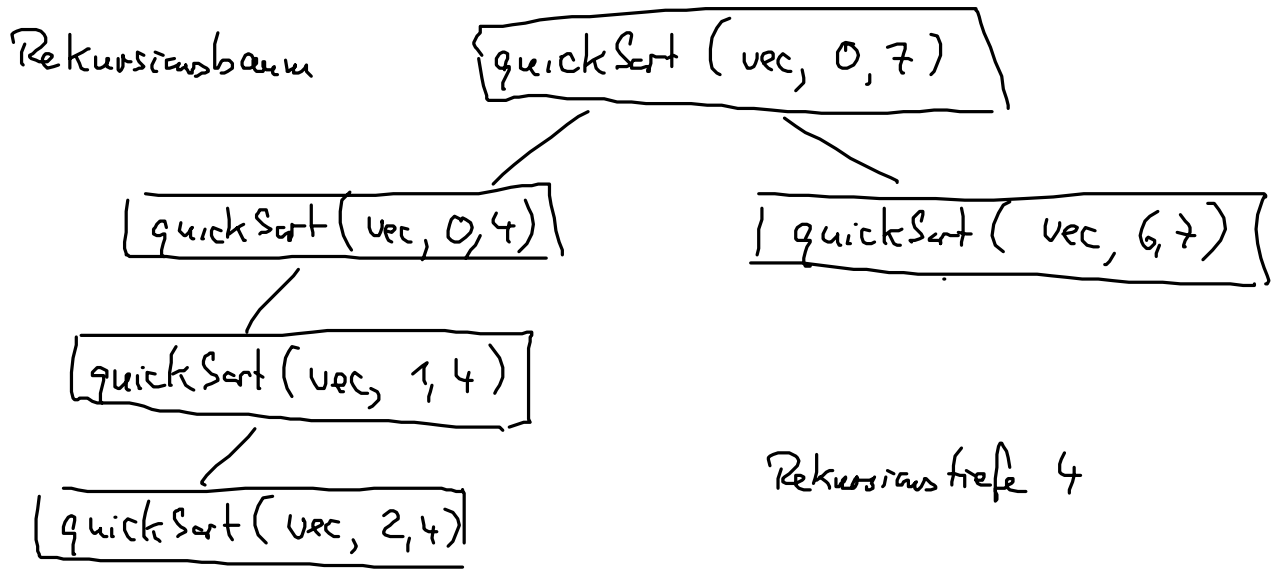 Rekursionsbaum
quickSort (vec, 0, 7)
quickSort (vec, 0,4)
quickSort ( vec, 6,7)
quickSort (vec, 1,4)
quickSort (vec, 2,4)
Rekursionstiefe 4